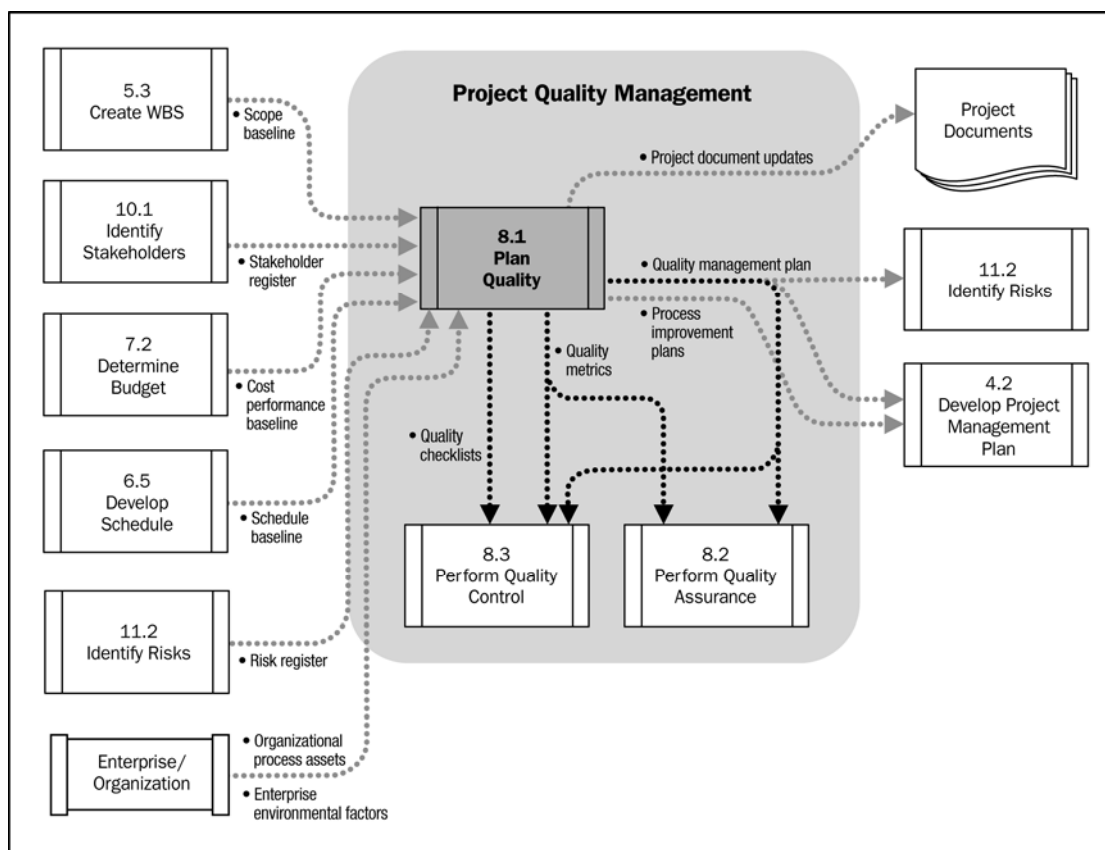 Project Quality Management
5.3
Create WBS
• Scope
baseline
10.1
Identify
Stakeholders
• Stakeholder
register
7.2
Determine
Budget
• Cost
performance
baseline
6.5
Develop
Schedule
• Schedule
baseline
11.2
Identify Risks
• Risk register
Enterprise/
Organization
• Organizational
process assets
• Enterprise
environmental factors
8.1
Plan
Quality
• Project document updates
• Quality management plan
• Process
improvement
plans
• Quality
metrics
• Quality
checklists
8.3
Perform Quality
Control
8.2
Perform Quality
Assurance
Project
Documents
11.2
Identify Risks
4.2
Develop Project
Management
Plan